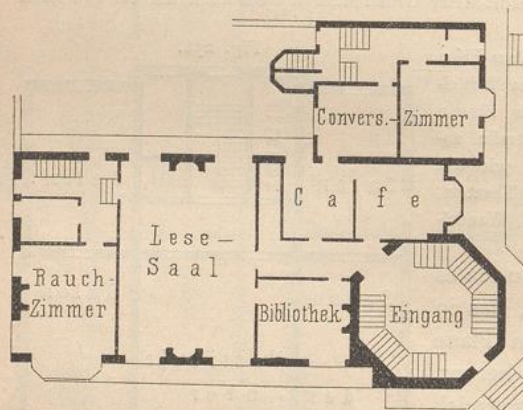 Convers.- Zimmer
Cafe
Lese-
Saal
Rauch-
Zimmer
Bibliothek
Eingang